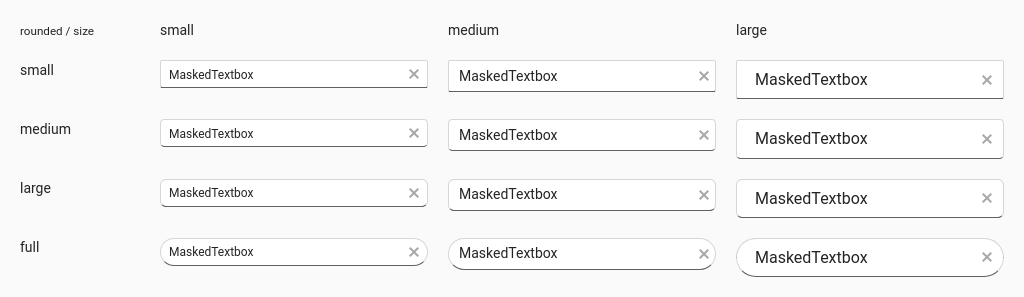 rounded / size small medium large
small MaskedTextbox MaskedTextbox MaskedTextbox
medium MaskedTextbox MaskedTextbox MaskedTextbox
large MaskedTextbox MaskedTextbox MaskedTextbox
full MaskedTextbox MaskedTextbox MaskedTextbox